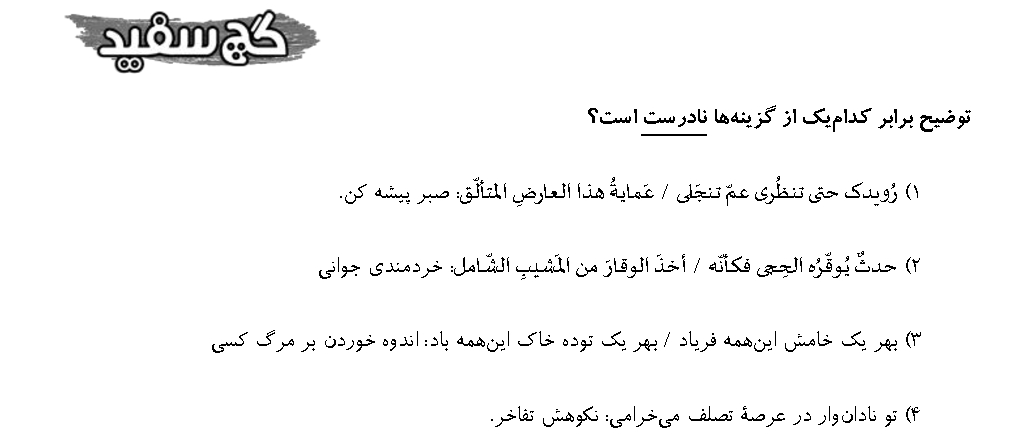 گچ سفید
توضیح برابر کدام‌یک از گزینه‌ها نادرست است؟
۱) رُویدک حتی تنظُری عمّ تنجَلی / عَمایةُ هذا العارضِ المتألّق: صبر پیشه کن.
۲) حدثٌ یُوقّرُه الحِجی فکأنّه / أخذَ الوقارَ من المَشیبِ الشّامل: خردمندی جوانی
۳) بهر یک خامش این‌همه فریاد / بهر یک توده خاک این‌همه باد: اندوه خوردن بر مرگ کسی
۴) تو نادان‌وار در عرصهٔ تصلف می‌خرامی: نکوهش تفاخر.